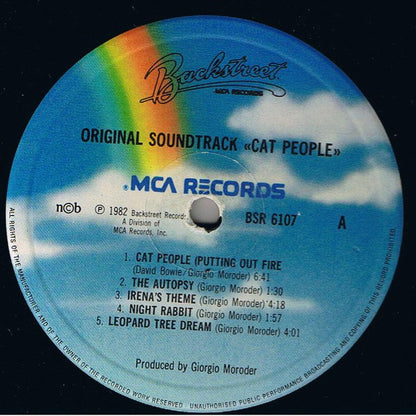 Backstreet
MCA RECORDS
ORIGINAL SOUNDTRACK «CAT PEOPLE»
MCA RECORDS
n©b
℗ 1982 Backstreet Records
A Division of
MCA Records, Inc.
BSR 6107
A
1. CAT PEOPLE (PUTTING OUT FIRE
(David Bowie/Giorgio Moroder) 6:41
2. THE AUTOPSY (Giorgio Moroder) 1:30
3. IRENA'S THEME (Giorgio Moroder) 4:18
4. NIGHT RABBIT (Giorgio Moroder) 1:57
5. LEOPARD TREE DREAM (Giorgio Moroder) 4:01
Produced by Giorgio Moroder
ALL RIGHTS OF THE MANUFACTURER AND OF THE OWNER OF THE RECORDED WORK RESERVED - UNAUTHORISED PUBLIC PERFORMANCE BROADCASTING AND COPYING OF THIS RECORD PROHIBITED